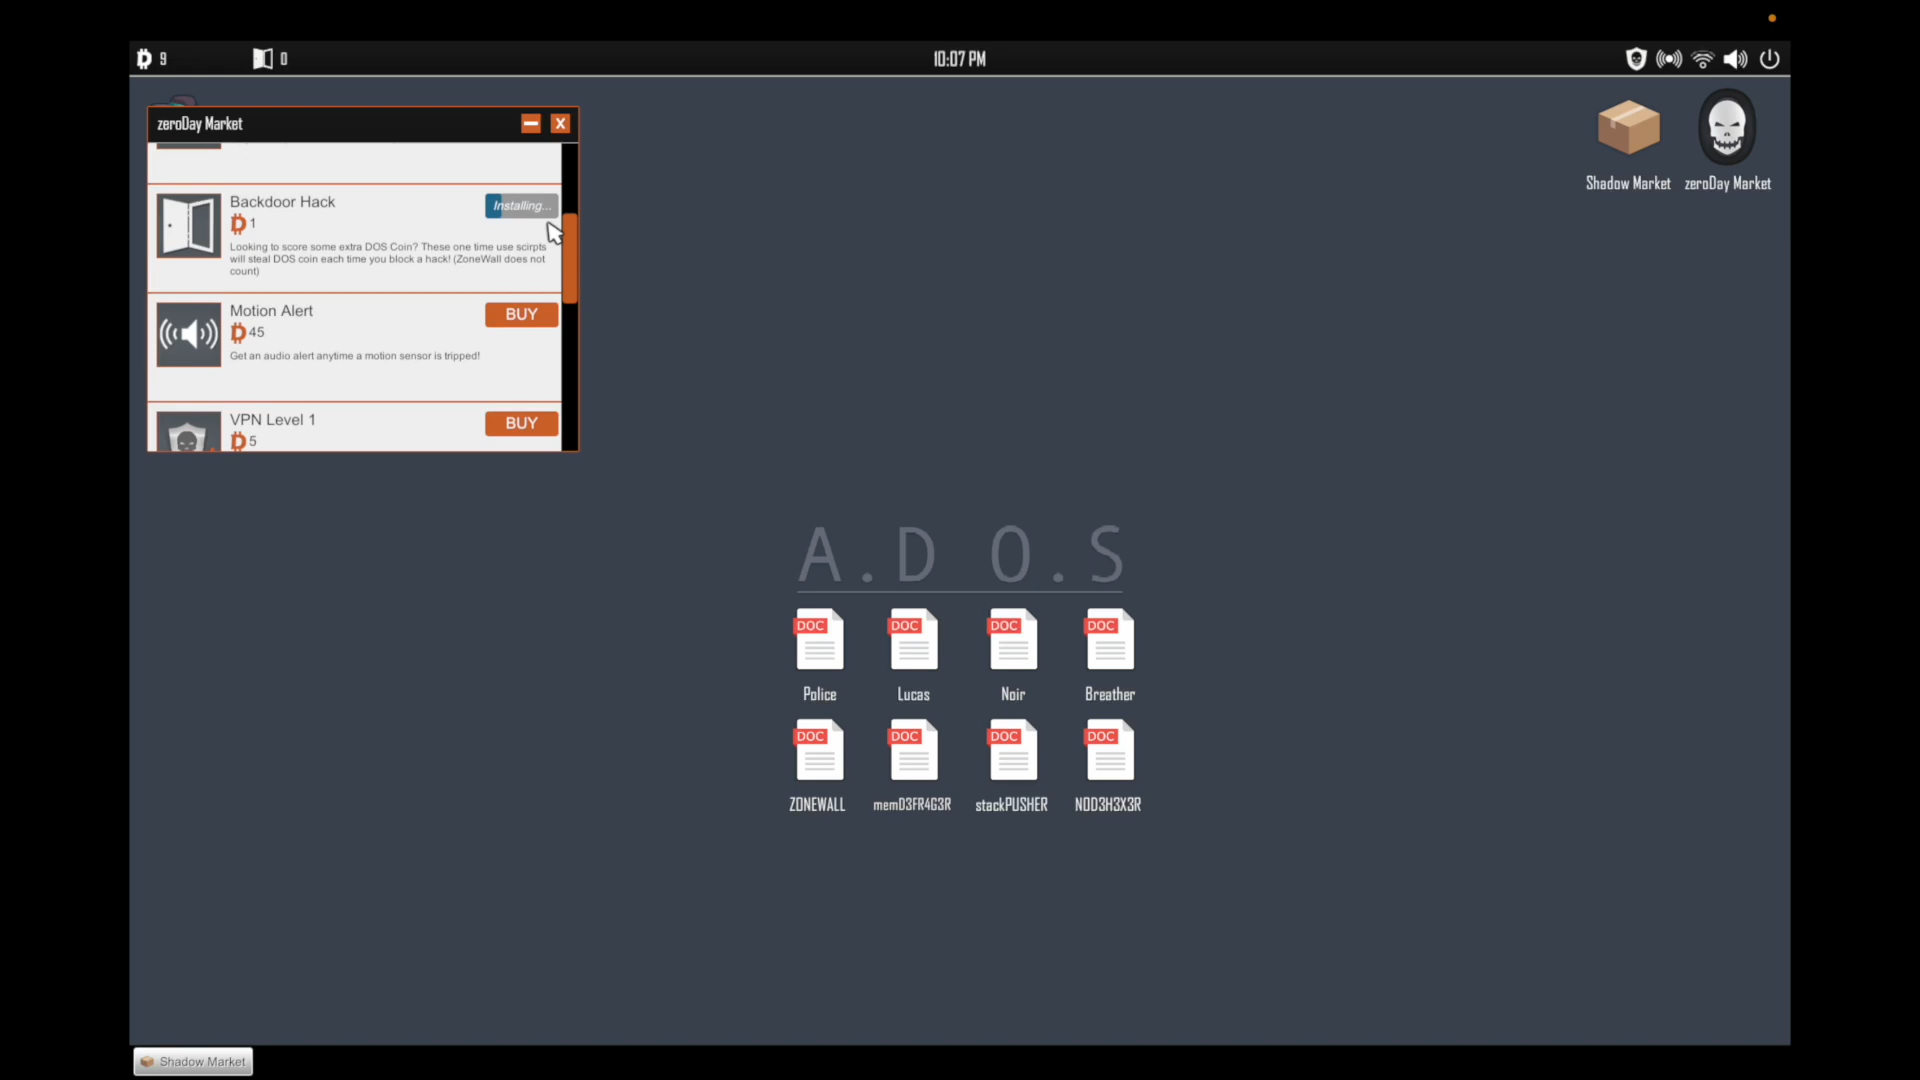 9
0
10:07 PM
zeroDay Market
Backdoor Hack
1
Installing...
Looking to score some extra DOS Coin? These one time use scirpts
will steal DOS coin each time you block a hack! (ZoneWall does not
count)
Motion Alert
45
BUY
Get an audio alert anytime a motion sensor is tripped!
VPN Level 1
5
BUY
Shadow Market
zeroDay Market
A.D O.S
DOC
DOC
DOC
DOC
Police
Lucas
Noir
Breather
DOC
DOC
DOC
DOC
ZONEWALL
memD3FR4G3R
stackPUSHER
NOD3H3X3R
Shadow Market